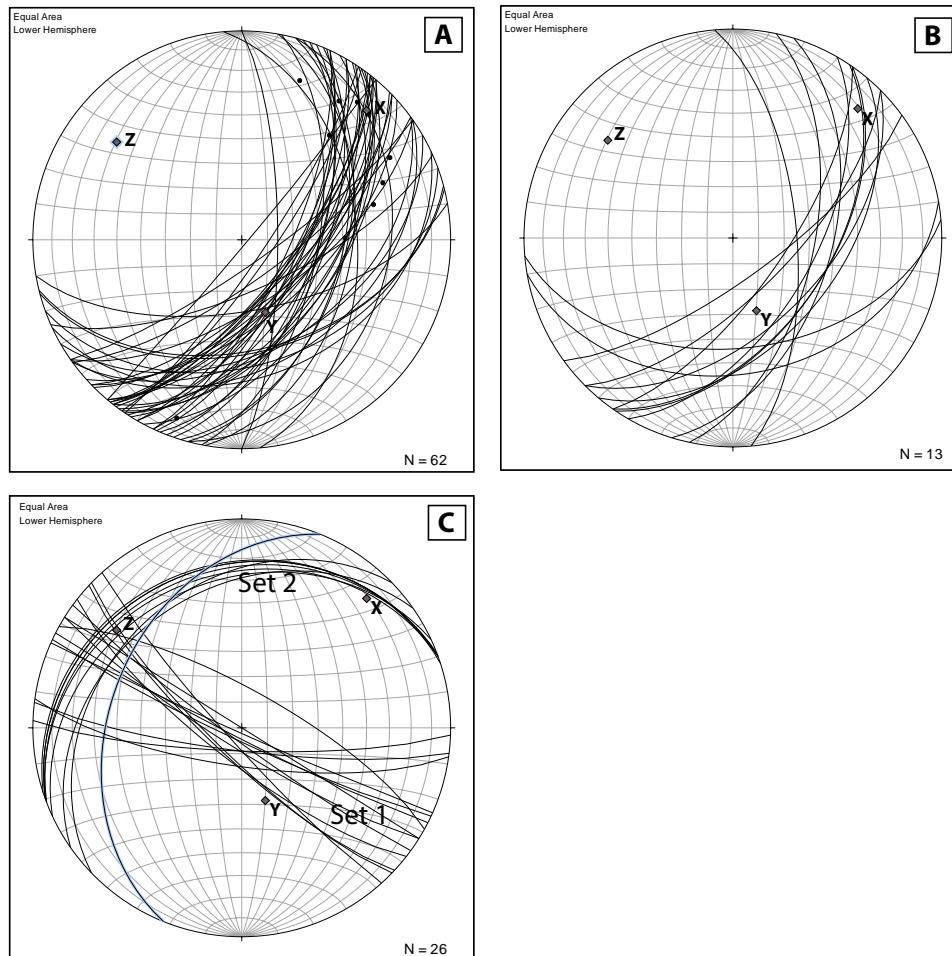 Equal Area
Lower Hemisphere
A
Z
X
Y
N = 62
Equal Area
Lower Hemisphere
B
Z
X
Y
N = 13
Equal Area
Lower Hemisphere
C
Set 2
X
Z
Y
Set 1
N = 26